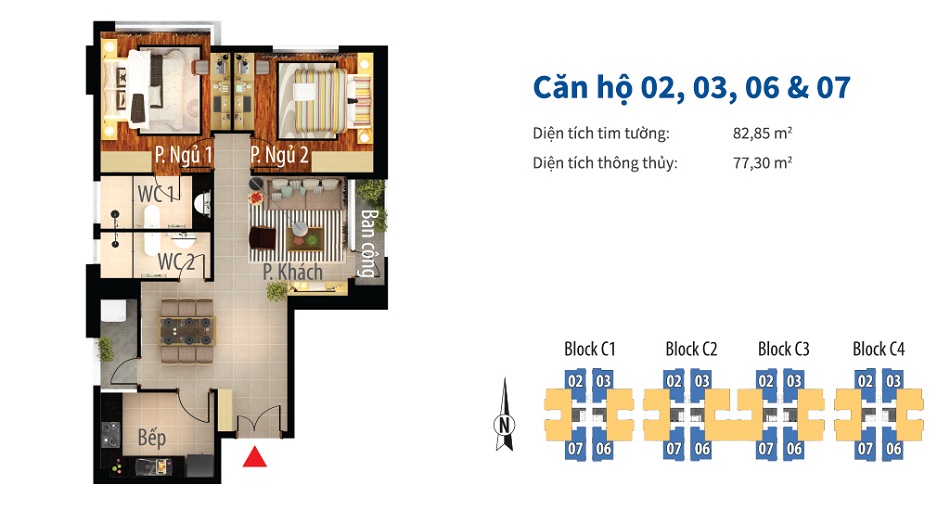 Căn hộ 02, 03, 06 & 07
Diện tích tim tường: 82,85 m²
Diện tích thông thủy: 77,30 m²
P. Ngủ 1
P. Ngủ 2
WC 1
Ban công
WC 2
P. Khách
Bếp
Block C1
Block C2
Block C3
Block C4
02 03 02 03 02 03 02 03
N
07 06 07 06 07 06 07 06